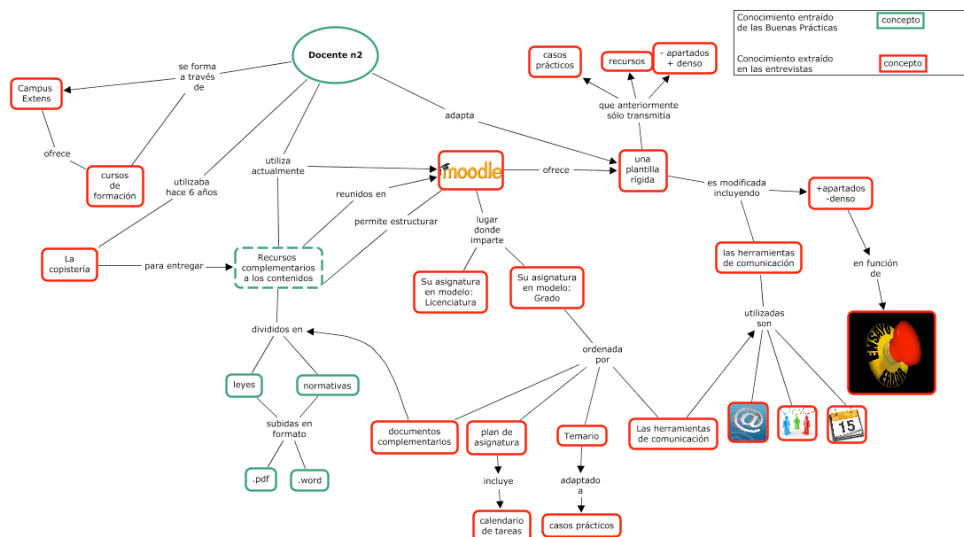 Conocimiento entraído
de las Buenas Prácticas
concepto
Conocimiento extraído
en las entrevistas
concepto
Docente n2
casos
prácticos
recursos
- apartados
+ denso
se forma
a través
de
Campus
Extens
que anteriormente
sólo transmitía
adapta
ofrece
cursos
de
formación
utilizaba
hace 6 años
utiliza
actualmente
reunidos en
moodle
ofrece
una
plantilla
rígida
es modificada
incluyendo
+apartados
-denso
permite estructurar
lugar
donde
imparte
La
copistería
para entregar
Recursos
complementarios
a los contenidos
Su asignatura
en modelo:
Licenciatura
Su asignatura
en modelo:
Grado
las herramientas
de comunicación
en función
de
utilizadas
son
ENSAYO
ERROR
divididos en
ordenada
por
leyes
normativas
subidas en
formato
documentos
complementarios
plan de
asignatura
Temario
Las herramientas
de comunicación
@
15
.pdf
.word
incluye
adaptado
a
calendario
de tareas
casos prácticos